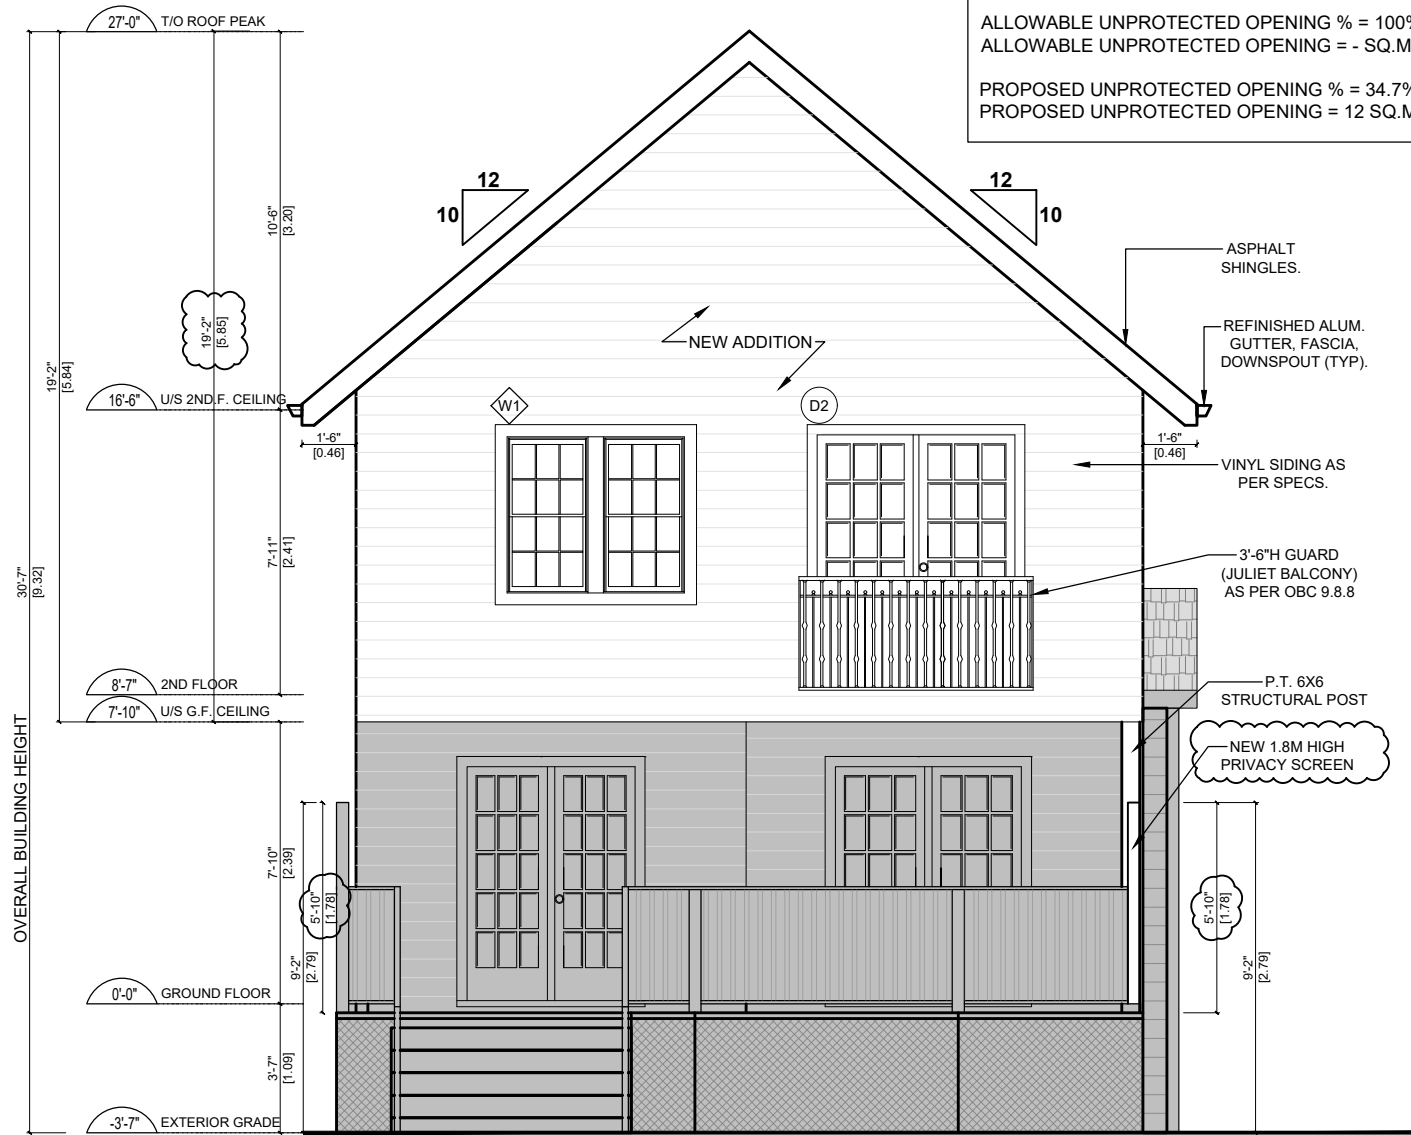 ALLOWABLE UNPROTECTED OPENING % = 100%
ALLOWABLE UNPROTECTED OPENING = - SQ.M
PROPOSED UNPROTECTED OPENING % = 34.7%
PROPOSED UNPROTECTED OPENING = 12 SQ.M
27'-0" T/O ROOF PEAK
12
10
12
10
10'-6"
[3.20]
19'-2"
[5.85]
19'-2"
[5.84]
ASPHALT
SHINGLES.
NEW ADDITION
REFINISHED ALUM.
GUTTER, FASCIA,
DOWNSPOUT (TYP).
16'-6" U/S 2ND.F. CEILING
W1
D2
1'-6"
[0.46]
1'-6"
[0.46]
VINYL SIDING AS
PER SPECS.
7'-11"
[2.41]
30'-7"
[9.32]
3'-6"H GUARD
(JULIET BALCONY)
AS PER OBC 9.8.8
8'-7" 2ND FLOOR
7'-10" U/S G.F. CEILING
P.T. 6X6
STRUCTURAL POST
NEW 1.8M HIGH
PRIVACY SCREEN
OVERALL BUILDING HEIGHT
7'-10"
[2.39]
5'-10"
[1.78]
9'-2"
[2.79]
5'-10"
[1.78]
9'-2"
[2.79]
0'-0" GROUND FLOOR
3'-7"
[1.09]
-3'-7" EXTERIOR GRADE